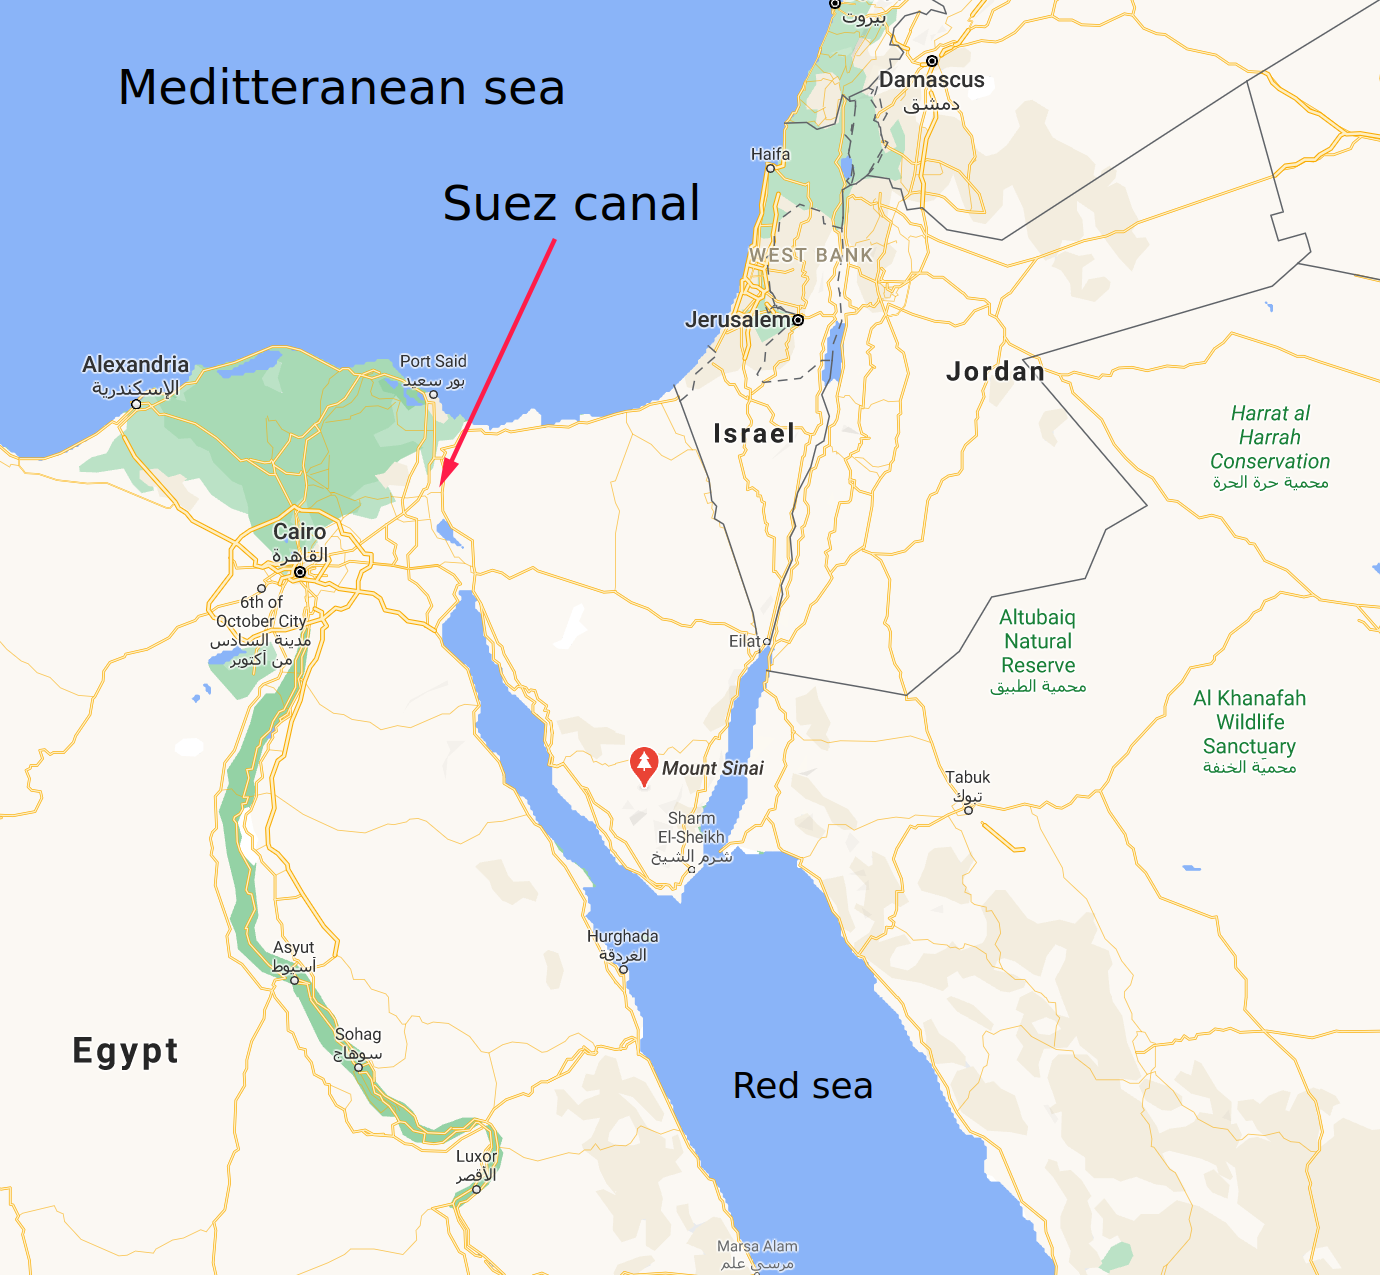 بيروت
Meditteranean sea
Damascus
دمشق
Haifa
Suez canal
WEST BANK
Jerusalem
Alexandria
الإسكندرية
Port Said
بور سعيد
Jordan
Israel
Harrat al
Harrah
Conservation
محمية حرة الحرة
Cairo
القاهرة
6th of
October City
مدينة السادس
من أكتوبر
Eilat
Altubaiq
Natural
Reserve
محمية الطبيق
Al Khanafah
Wildlife
Sanctuary
محمية الخنفة
Mount Sinai
Tabuk
تبوك
Sharm
El-Sheikh
شرم الشيخ
Hurghada
الغردقة
Asyut
أسيوط
Sohag
سوهاج
Egypt
Red sea
Luxor
الأقصر
Marsa Alam
مرسى علم